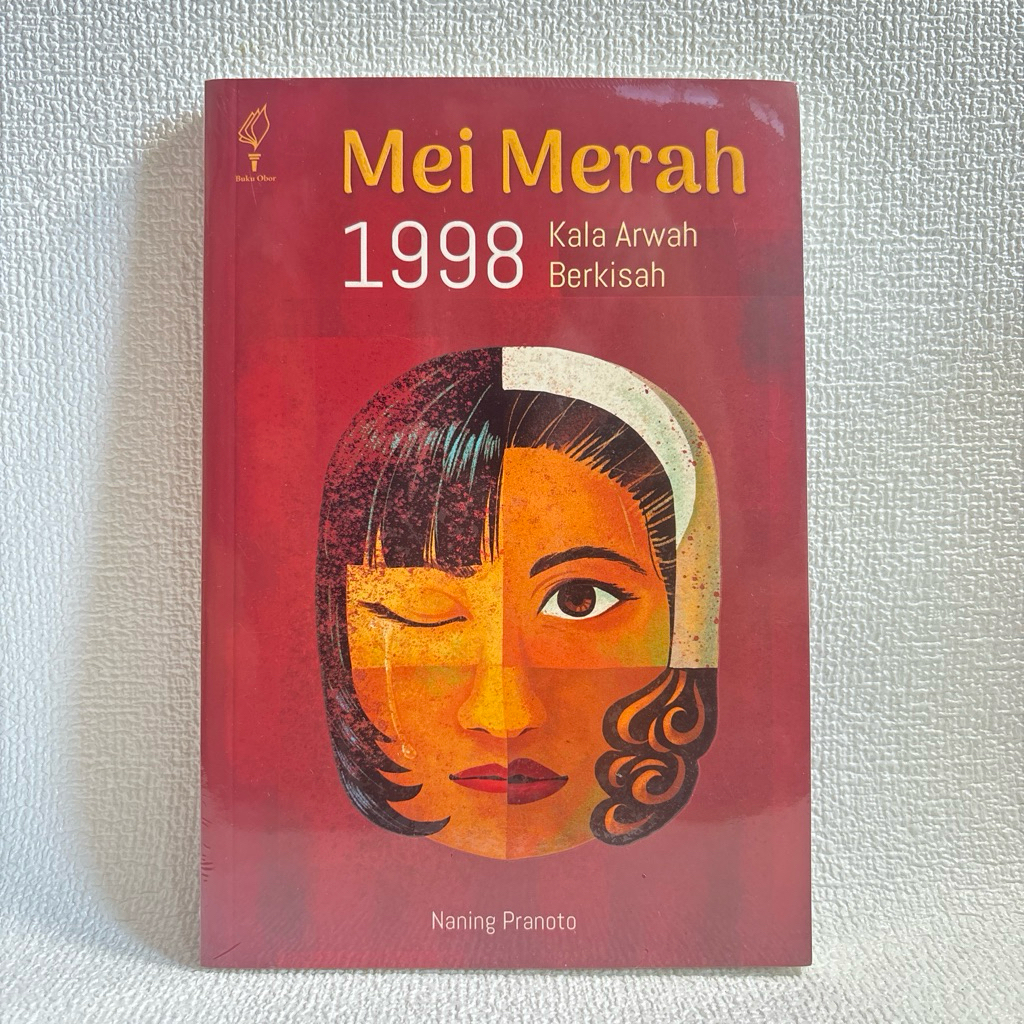 Buku Obor
Mei Merah
1998
Kala Arwah
Berkisah
Naning Pranoto